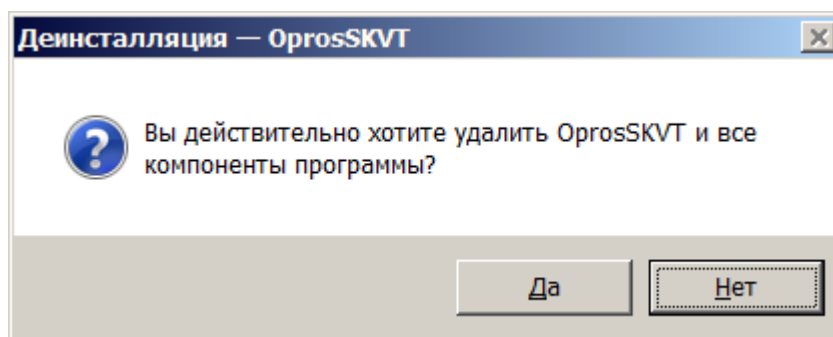 Деинсталляция — OprosSKVT
Вы действительно хотите удалить OprosSKVT и все
компоненты программы?
Да
Нет